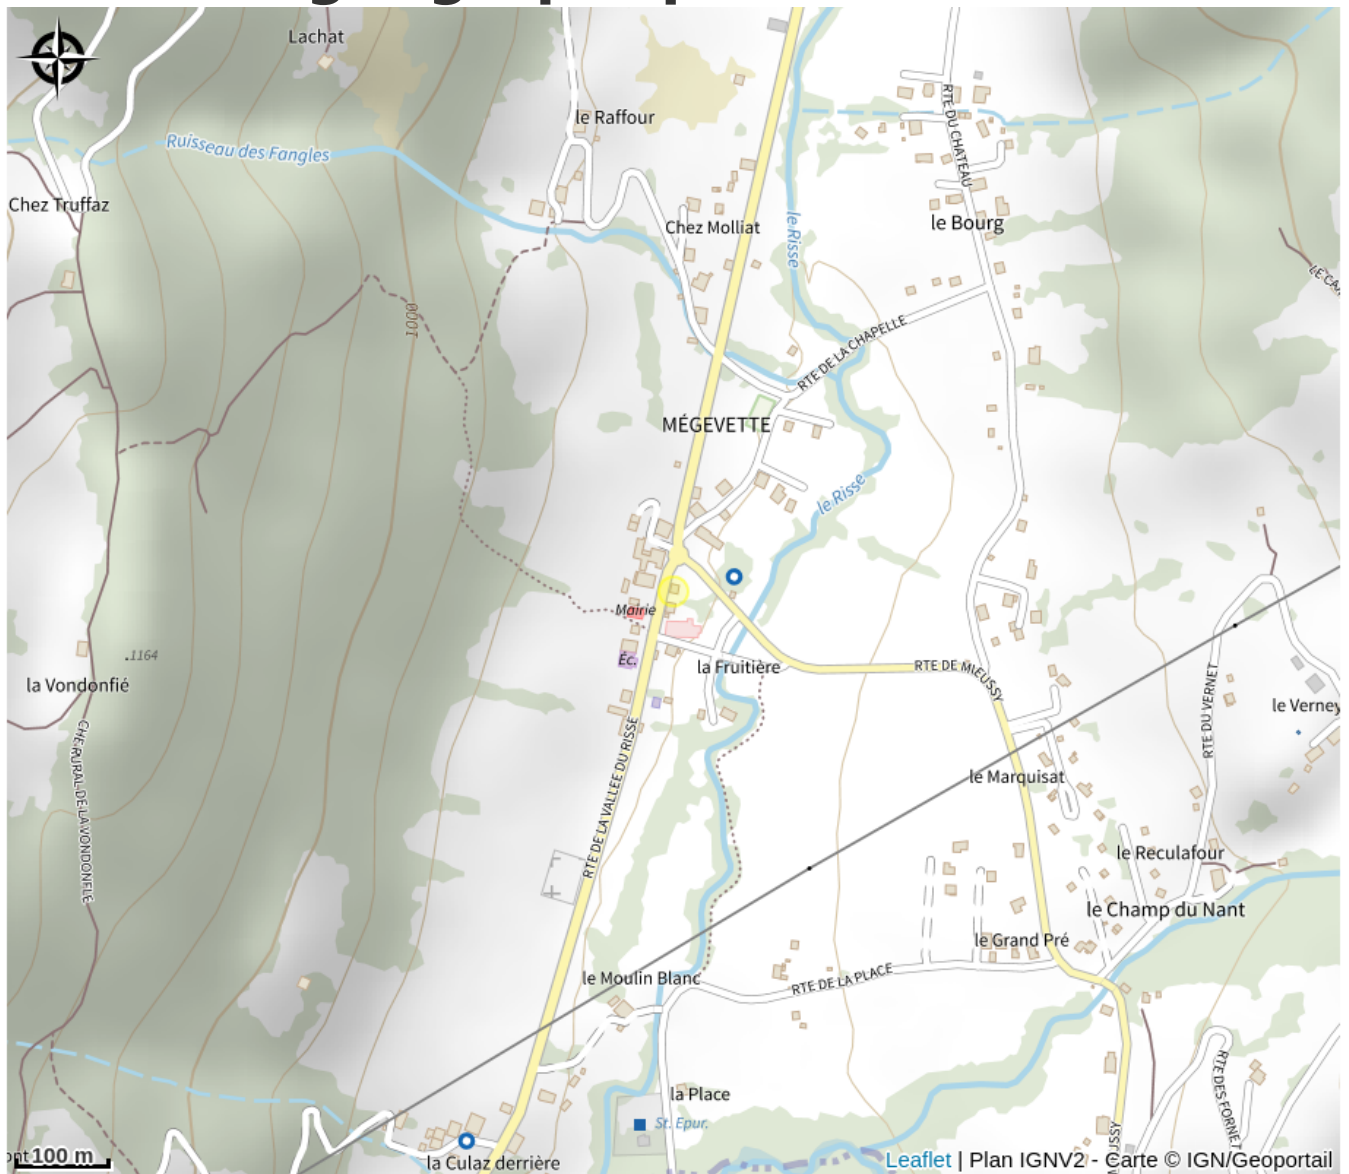 Lachat
le Raffour
Ruisseau des Fangles
RTE DU CHATEAU
Chez Truffaz
Chez Molliat
le Risse
le Bourg
1000
RTE DE LA CHAPELLE
MÉGEVETTE
le Risse
Mairie
Éc.
la Fruitière
RTE DE MIEUSSY
.1164
la Vondonfié
CHE RURAL DE LA VONDONFLE
RTE DE LA VALLEE DU RISSE
RTE DU VERNET
le Verney
le Marquisat
le Reculafour
le Champ du Nant
le Grand Pré
le Moulin Blanc
RTE DE LA PLACE
la Place
St. Epur.
RTE DES FORNET
USSY
la Culaz derrière
100 m
Leaflet | Plan IGNV2 - Carte © IGN/Geoportail